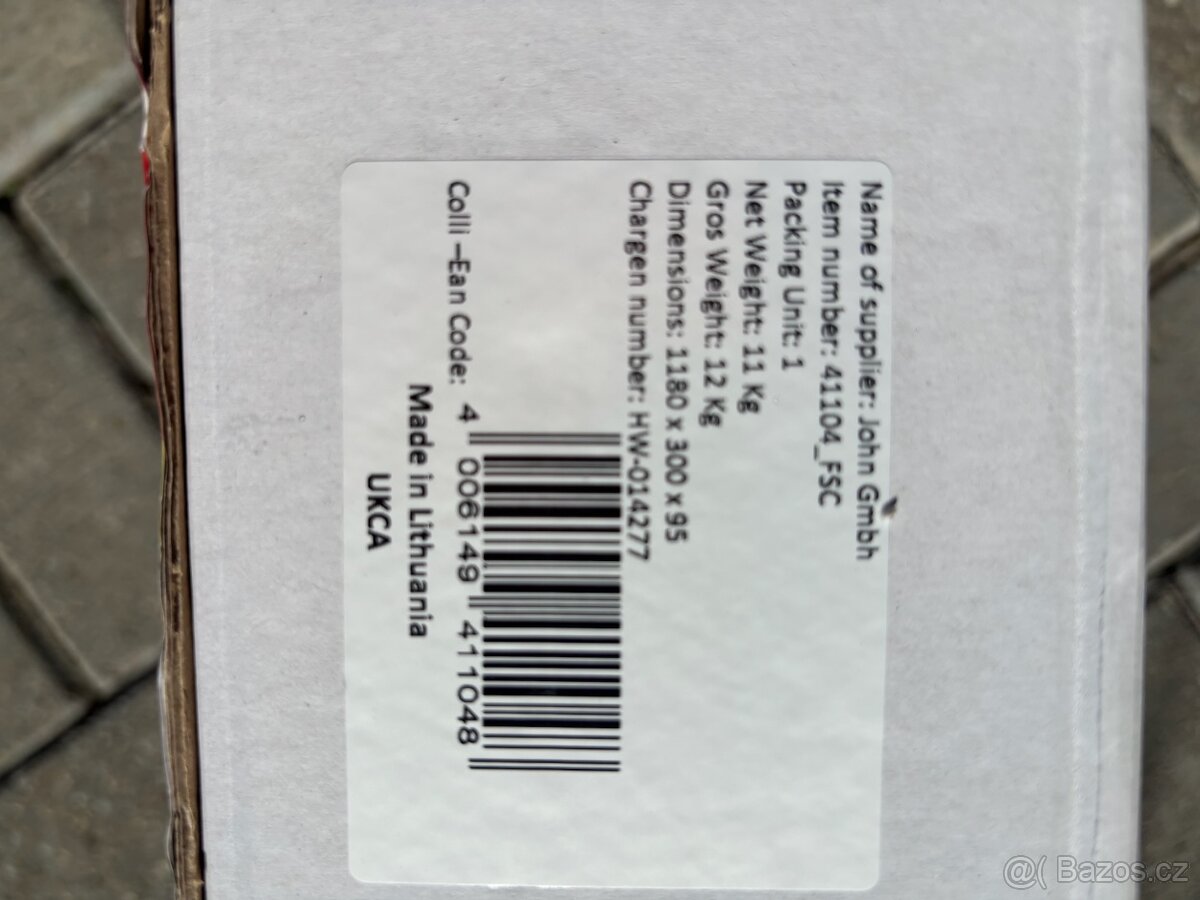 Name of supplier: John Gmbh
Item number: 41104_FSC
Packing Unit: 1
Net Weight: 11 Kg
Gros Weight: 12 Kg
Dimensions: 1180 x 300 x 95
Chargen number: HW-014277
Colli –Ean Code: 4 006149 411048
Made in Lithuania
UKCA
@( Bazos.cz